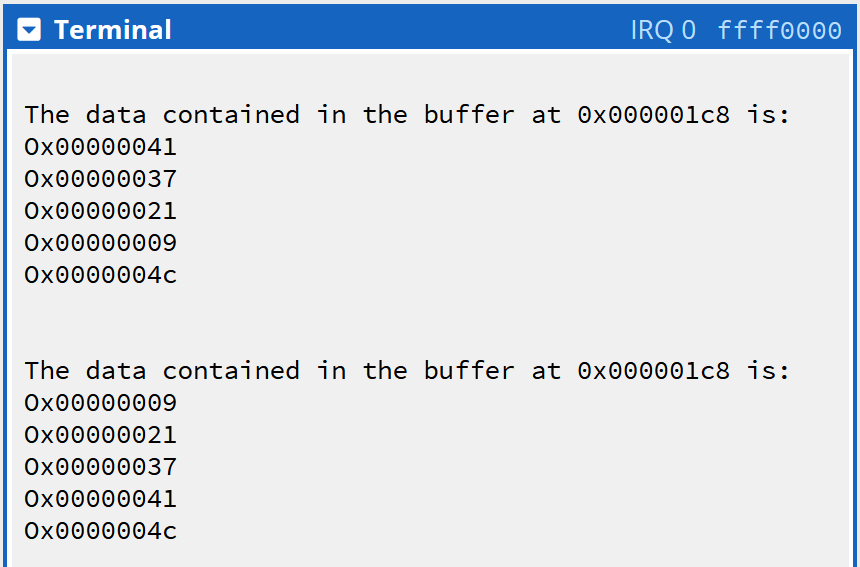 Terminal IRQ 0 ffff0000
The data contained in the buffer at 0x000001c8 is:
0x00000041
0x00000037
0x00000021
0x00000009
0x0000004c
The data contained in the buffer at 0x000001c8 is:
0x00000009
0x00000021
0x00000037
0x00000041
0x0000004c